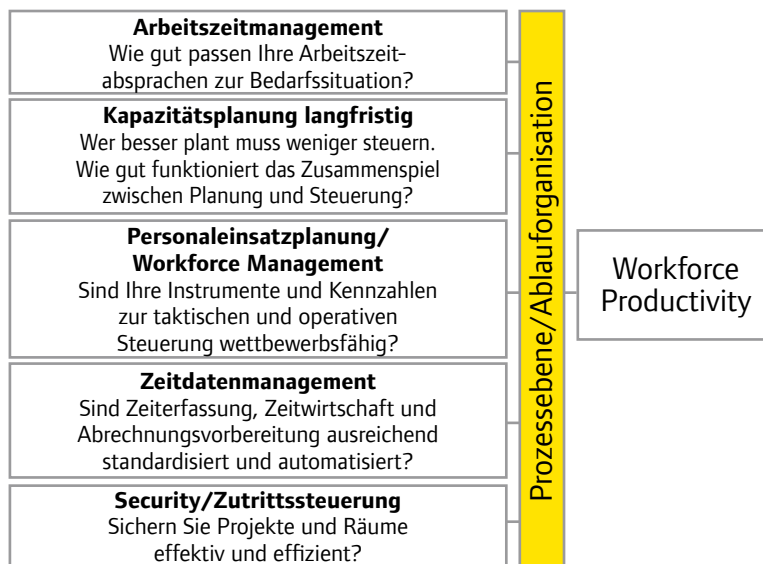 Arbeitszeitmanagement
Wie gut passen Ihre Arbeitszeit-
absprachen zur Bedarfssituation?
Kapazitätsplanung langfristig
Wer besser plant muss weniger steuern.
Wie gut funktioniert das Zusammenspiel
zwischen Planung und Steuerung?
Personaleinsatzplanung/
Workforce Management
Sind Ihre Instrumente und Kennzahlen
zur taktischen und operativen
Steuerung wettbewerbsfähig?
Zeitdatenmanagement
Sind Zeiterfassung, Zeitwirtschaft und
Abrechnungsvorbereitung ausreichend
standardisiert und automatisiert?
Security/Zutrittssteuerung
Sichern Sie Projekte und Räume
effektiv und effizient?
Prozessebene/Ablauforganisation
Workforce
Productivity